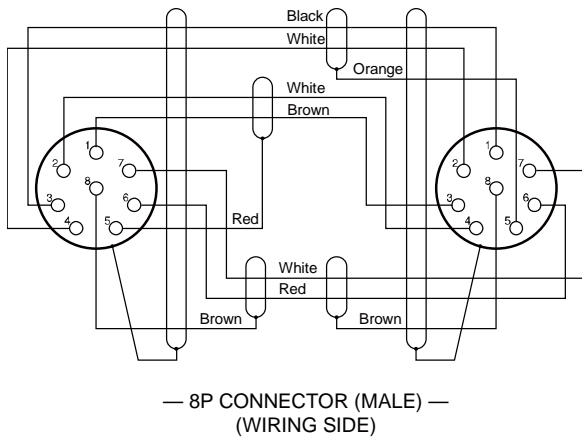 Black
White
Orange
White
Brown
1 1
2 7 2 7
8 8
3 6 3 6
4 5 4 5
Red
White
Red
Brown Brown
— 8P CONNECTOR (MALE) —
(WIRING SIDE)